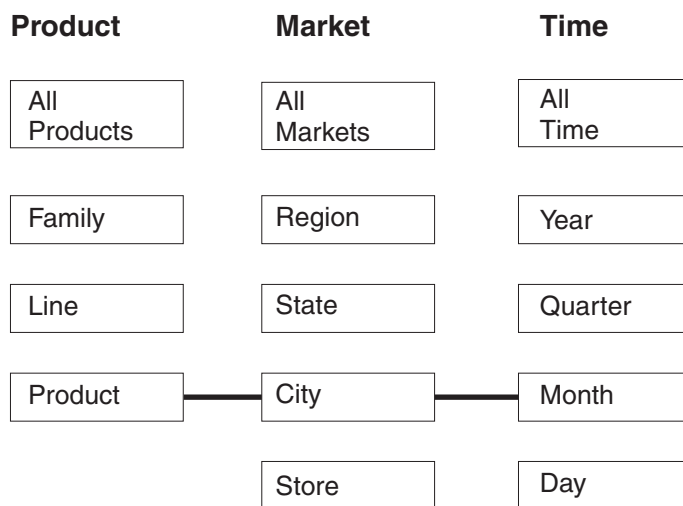 Product Market Time
All
Products
All
Markets
All
Time
Family Region Year
Line State Quarter
Product City Month
Store Day